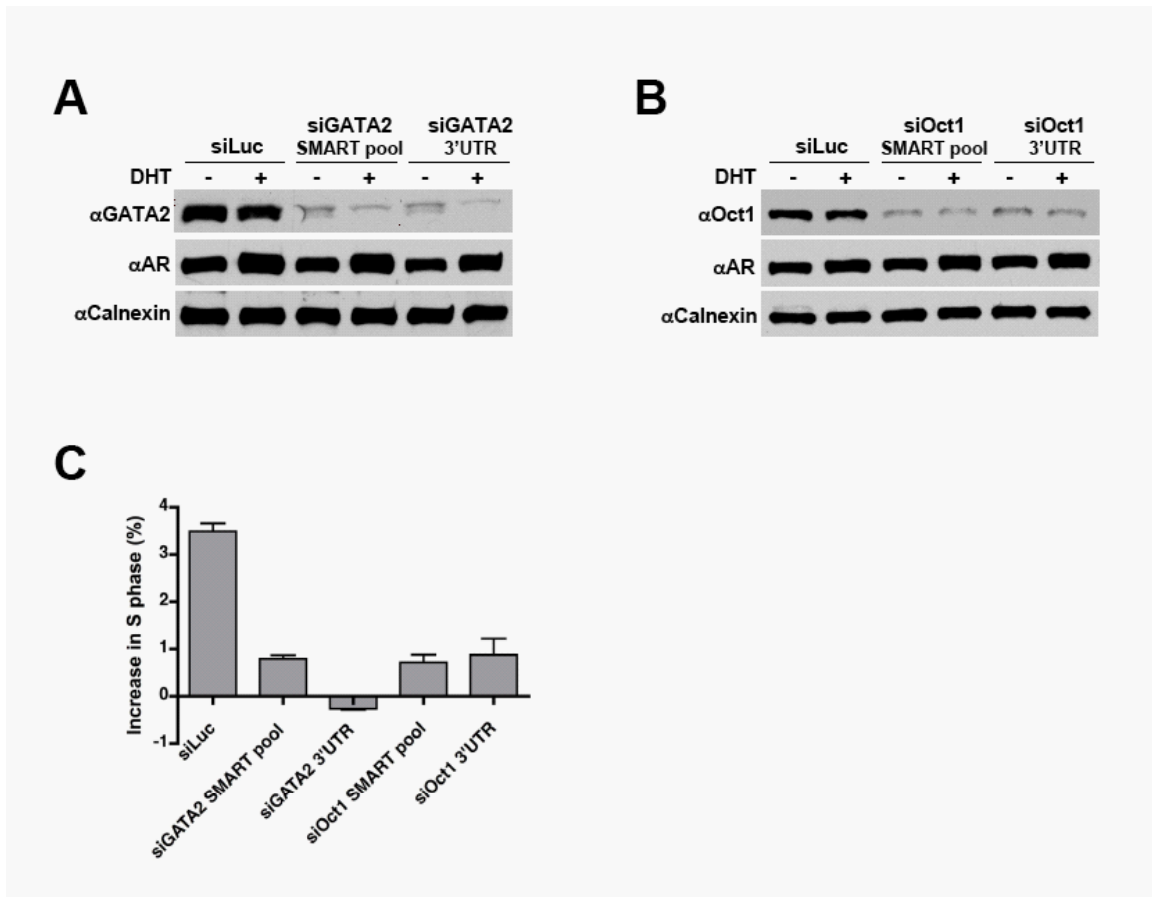 A
siGATA2 siGATA2
siLuc SMART pool 3'UTR
DHT - + - + - +
αGATA2
αAR
αCalnexin
B
siOct1 siOct1
siLuc SMART pool 3'UTR
DHT - + - + - +
αOct1
αAR
αCalnexin
C
Increase in S phase (%)
4
3
2
1
0
-1
siLuc
siGATA2 SMART pool
siGATA2 3'UTR
siOct1 SMART pool
siOct1 3'UTR